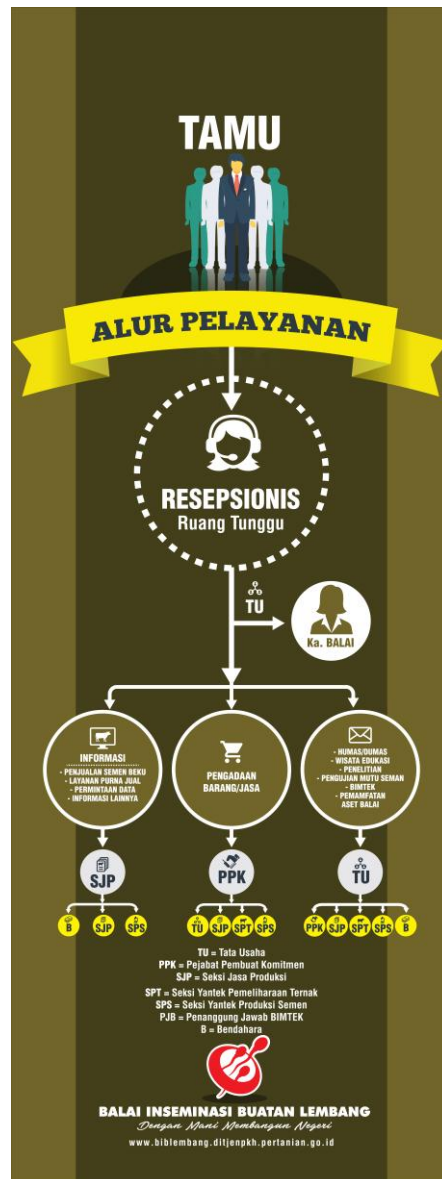 TAMU
ALUR PELAYANAN
RESEPSIONIS
Ruang Tunggu
TU
Ka. BALAI
INFORMASI
- PENJUALAN SEMEN BEKU
- LAYANAN PURNA JUAL
- PERMINTAAN DATA
- INFORMASI LAINNYA
PENGADAAN
BARANG/JASA
- HUMAS/DUMAS
- WISATA EDUKASI
- PENELITIAN
- PENGUJIAN MUTU SEMAN
- BIMTEK
- PEMAMFATAN
ASET BALAI
SJP
PPK
TU
B SJP SPS
TU SJP SPT SPS
PPK SJP SPT SPS B
TU = Tata Usaha
PPK = Pejabat Pembuat Komitmen
SJP = Seksi Jasa Produksi
SPT = Seksi Yantek Pemeliharaan Ternak
SPS = Seksi Yantek Produksi Semen
PJB = Penanggung Jawab BIMTEK
B = Bendahara
BALAI INSEMINASI BUATAN LEMBANG
Dengan Mani Membangun Negeri
www.biblembang.ditjenpkh.pertanian.go.id